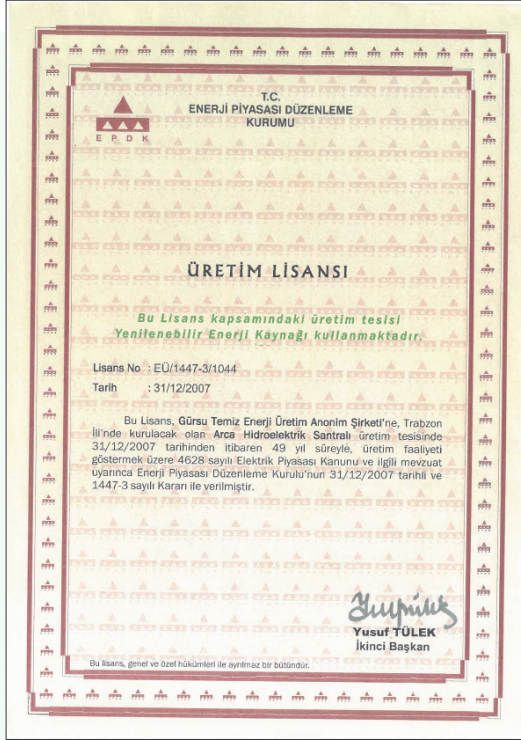 T.C.
ENERJİ PİYASASI DÜZENLEME
KURUMU
E P D K
ÜRETİM LİSANSI
Bu Lisans kapsamındaki üretim tesisi
Yenilenebilir Enerji Kaynağı kullanmaktadır.
Lisans No : EÜ/1447-3/1044
Tarih : 31/12/2007
Bu Lisans, Gürsu Temiz Enerji Üretim Anonim Şirketi'ne, Trabzon
İli'nde kurulacak olan Arca Hidroelektrik Santralı üretim tesisinde
31/12/2007 tarihinden itibaren 49 yıl süreyle, üretim faaliyeti
göstermek üzere 4628 sayılı Elektrik Piyasası Kanunu ve ilgili mevzuat
uyarınca Enerji Piyasası Düzenleme Kurulu'nun 31/12/2007 tarihli ve
1447-3 sayılı Kararı ile verilmiştir.
Yusuf TÜLEK
İkinci Başkan
Bu lisans, genel ve özel hükümleri ile ayrılmaz bir bütündür.